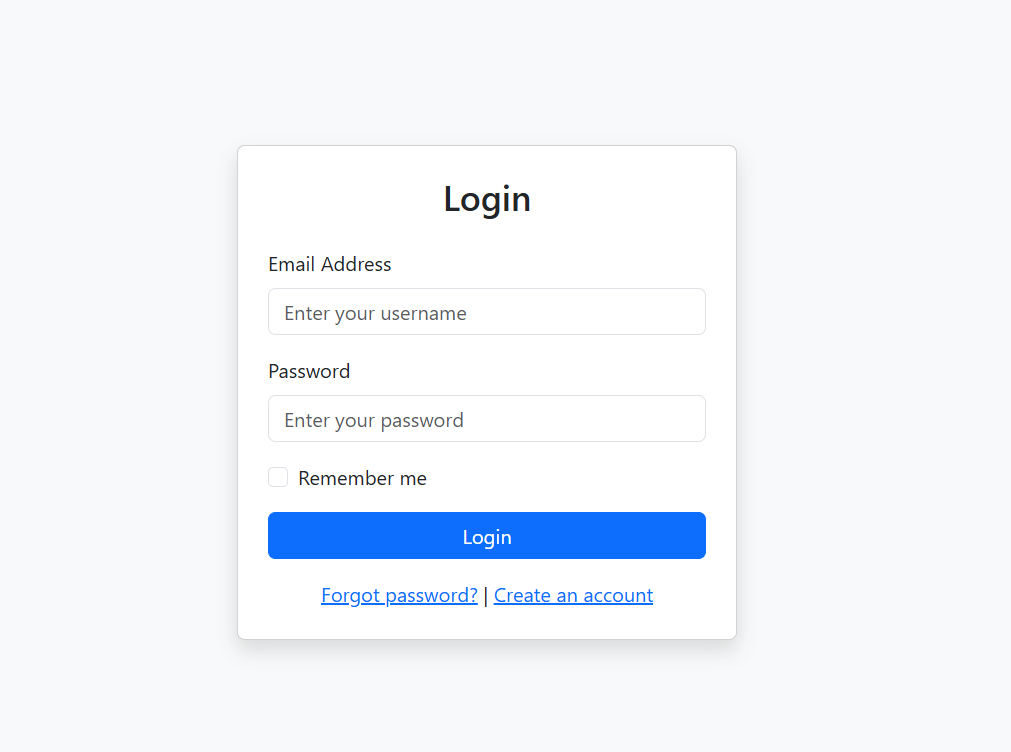 Login
Email Address
Enter your username
Password
Enter your password
Remember me
Login
Forgot password? | Create an account